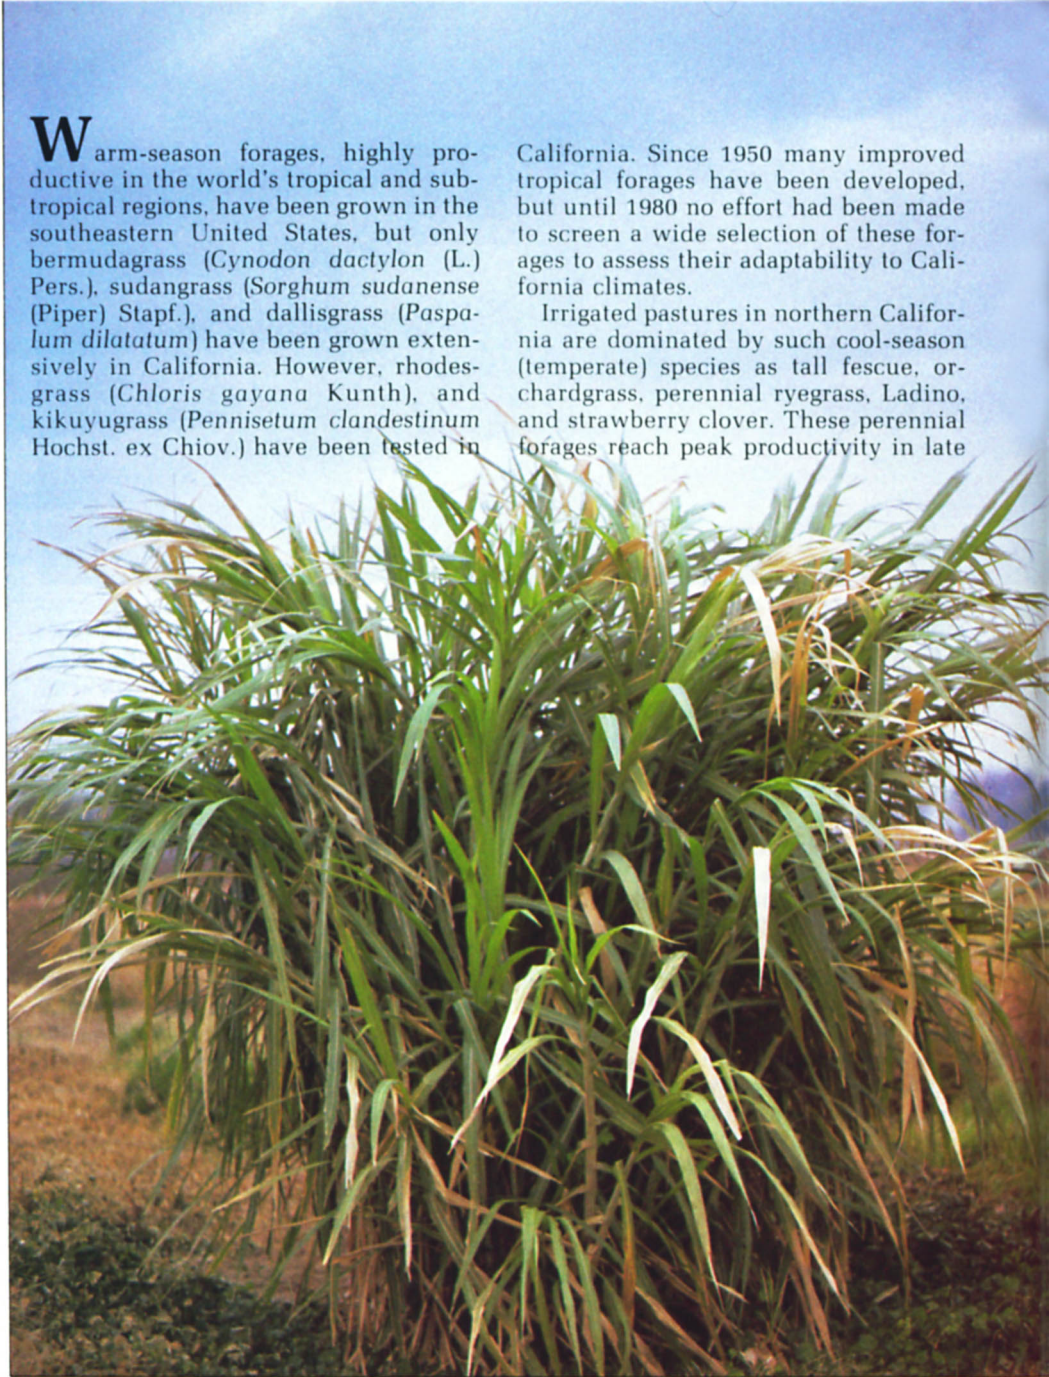 Warm-season forages, highly pro-
ductive in the world's tropical and sub-
tropical regions, have been grown in the
southeastern United States, but only
bermudagrass (Cynodon dactylon (L.)
Pers.), sudangrass (Sorghum sudanense
(Piper) Stapf.), and dallisgrass (Paspa-
lum dilatatum) have been grown exten-
sively in California. However, rhodes-
grass (Chloris gayana Kunth), and
kikuyugrass (Pennisetum clandestinum
Hochst. ex Chiov.) have been tested in
California. Since 1950 many improved
tropical forages have been developed,
but until 1980 no effort had been made
to screen a wide selection of these for-
ages to assess their adaptability to Cali-
fornia climates.
Irrigated pastures in northern Califor-
nia are dominated by such cool-season
(temperate) species as tall fescue, or-
chardgrass, perennial ryegrass, Ladino,
and strawberry clover. These perennial
forages reach peak productivity in late